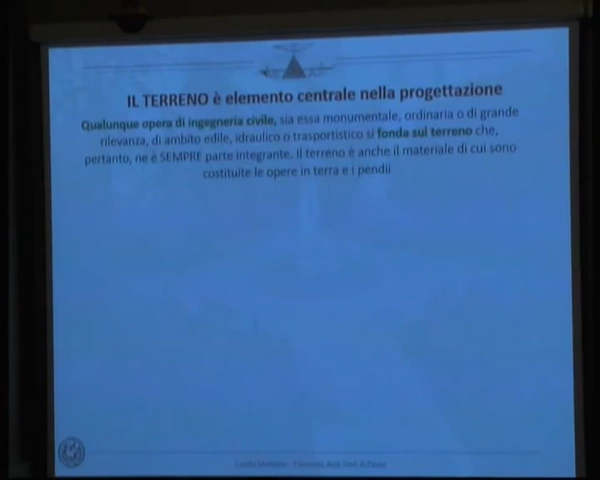 IL TERRENO è elemento centrale nella progettazione
Qualunque opera di ingegneria civile, sia essa monumentale, ordinaria o di grande
rilevanza, di ambito edile, idraulico o trasportistico si fonda sul terreno che,
pertanto, ne è SEMPRE parte integrante. Il terreno è anche il materiale di cui sono
costituite le opere in terra e i pendii